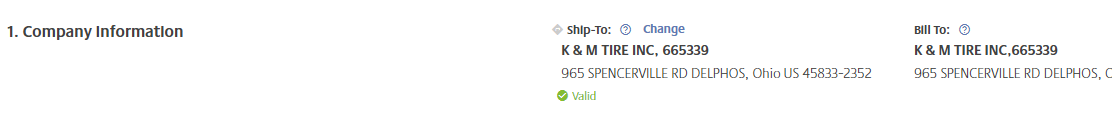 1. Company Information
Ship-To: Change
K & M TIRE INC, 665339
965 SPENCERVILLE RD DELPHOS, Ohio US 45833-2352
Valid
Bill To:
K & M TIRE INC,665339
965 SPENCERVILLE RD DELPHOS,